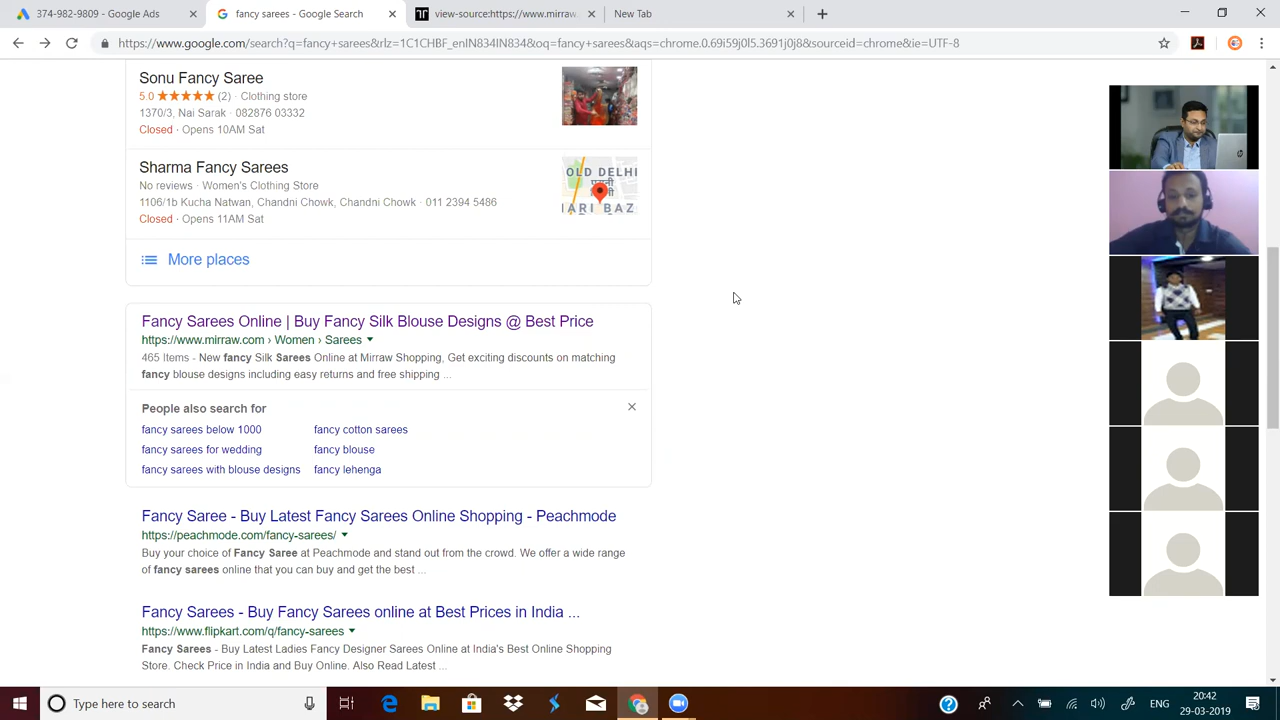 374-982-9809 - Google Ads
fancy sarees - Google Search
view-source:https://www.mirraw.
New Tab
https://www.google.com/search?q=fancy+sarees&rlz=1C1CHBF_enIN834IN834&oq=fancy+sarees&aqs=chrome.0.69i59j0l5.3691j0j8&sourceid=chrome&ie=UTF-8
Sonu Fancy Saree
5.0 ★★★★★ (2) · Clothing store
1370/3, Nai Sarak · 082876 03332
Closed · Opens 10AM Sat
Sharma Fancy Sarees
No reviews · Women's Clothing Store
1106/1b Kucha Natwan, Chandni Chowk, Chandni Chowk · 011 2394 5486
Closed · Opens 11AM Sat
OLD DELHI
ARI BAZ
More places
Fancy Sarees Online | Buy Fancy Silk Blouse Designs @ Best Price
https://www.mirraw.com › Women › Sarees
465 Items - New fancy Silk Sarees Online at Mirraw Shopping, Get exciting discounts on matching
fancy blouse designs including easy returns and free shipping ...
People also search for
fancy sarees below 1000 fancy cotton sarees
fancy sarees for wedding fancy blouse
fancy sarees with blouse designs fancy lehenga
Fancy Saree - Buy Latest Fancy Sarees Online Shopping - Peachmode
https://peachmode.com/fancy-sarees/
Buy your choice of Fancy Saree at Peachmode and stand out from the crowd. We offer a wide range
of fancy sarees online that you can buy and get the best ...
Fancy Sarees - Buy Fancy Sarees online at Best Prices in India ...
https://www.flipkart.com/q/fancy-sarees
Fancy Sarees - Buy Latest Ladies Fancy Designer Sarees Online at India's Best Online Shopping
Store. Check Price in India and Buy Online. Also Read Latest ...
Type here to search
ENG
20:42
29-03-2019